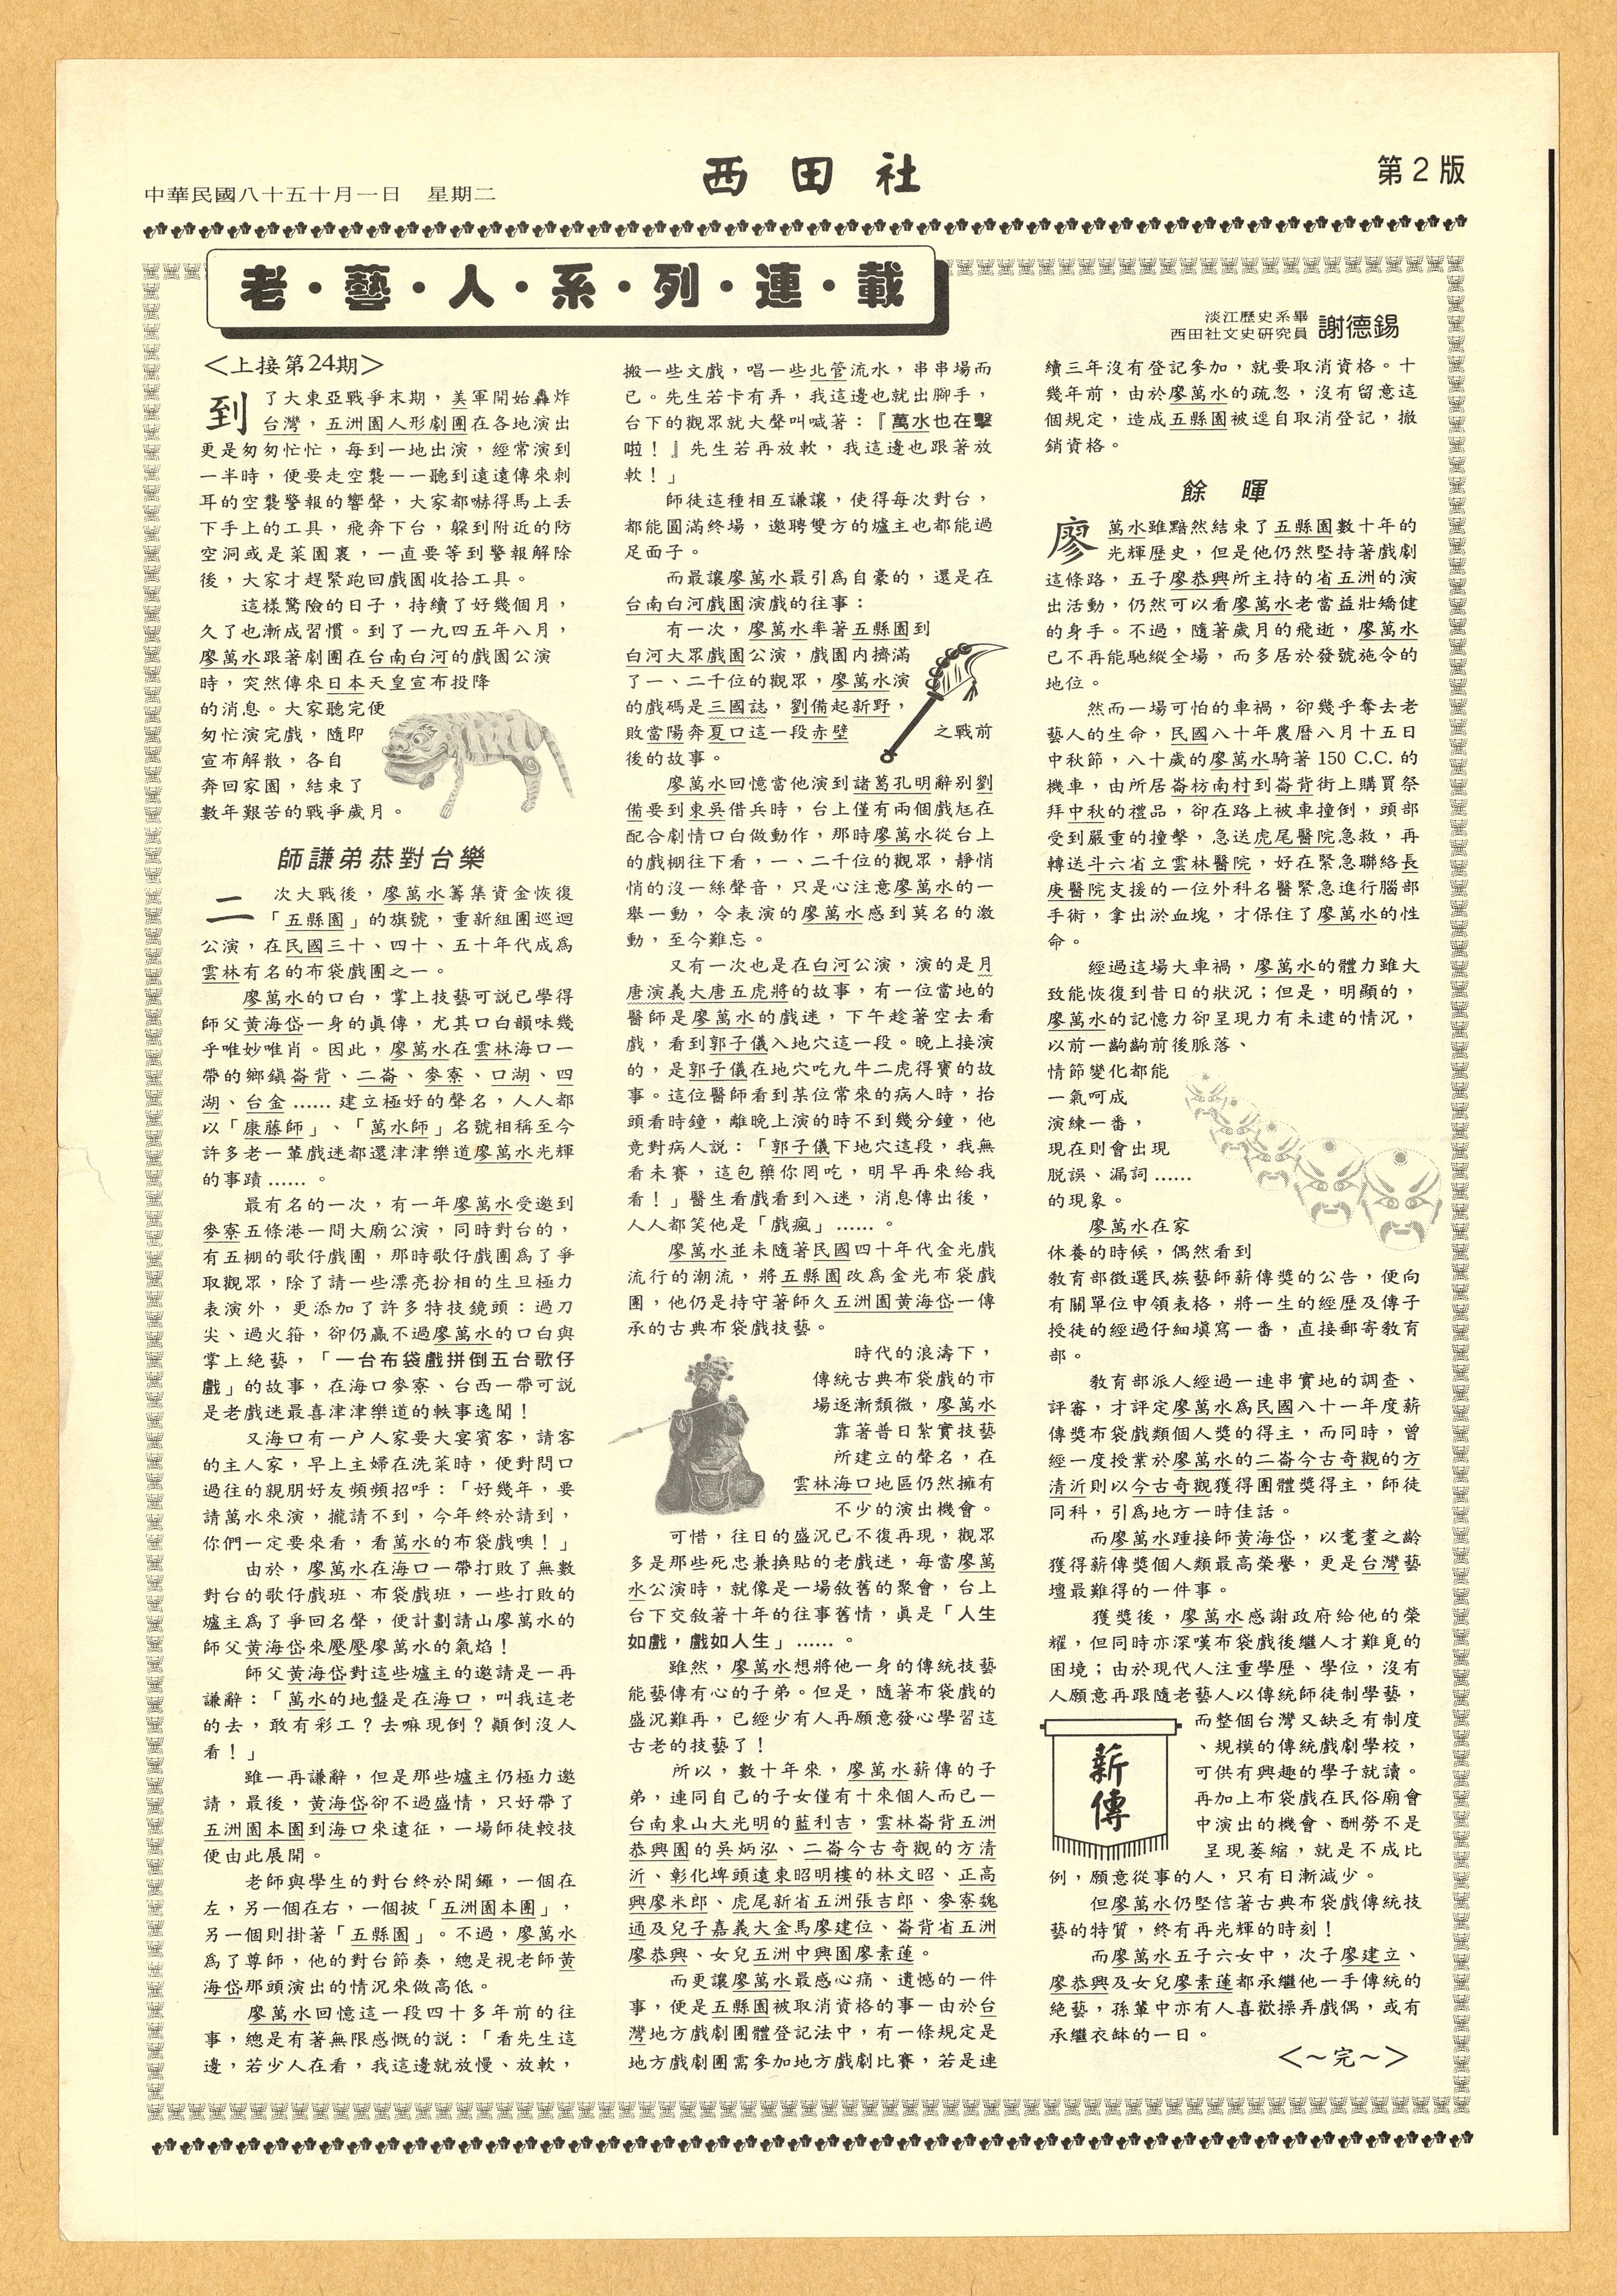 中華民國八十五十月一日　星期二
西田社
第２版
老・藝・人・系・列・連・載
淡江歷史系畢
西田社文史研究員　謝德錫
＜上接第24期＞
到了大東亞戰爭末期，美軍開始轟炸
台灣，五洲園人形劇團在各地演出
更是匆匆忙忙，每到一地出演，經常演到
一半時，便要走空襲－－聽到遠遠傳來刺
耳的空襲警報的響聲，大家都嚇得馬上丟
下手上的工具，飛奔下台，躲到附近的防
空洞或是菜園裏，一直要等到警報解除
後，大家才趕緊跑回戲園收拾工具。
這樣驚險的日子，持續了好幾個月，
久了也漸成習慣。到了一九四五年八月，
廖萬水跟著劇團在台南白河的戲園公演
時，突然傳來日本天皇宣布投降
的消息。大家聽完便
匆忙演完戲，隨即
宣布解散，各自
奔回家園，結束了
數年艱苦的戰爭歲月。
師謙弟恭對台樂
二次大戰後，廖萬水籌集資金恢復
「五縣園」的旗號，重新組團巡迴
公演，在民國三十、四十、五十年代成為
雲林有名的布袋戲團之一。
廖萬水的口白，掌上技藝可說已學得
師父黃海岱一身的眞傳，尤其口白韻味幾
乎唯妙唯肖。因此，廖萬水在雲林海口一
帶的鄉鎮崙背、二崙、麥寮、口湖、四
湖、台金……建立極好的聲名，人人都
以「康藤師」、「萬水師」名號相稱至今
許多老一輩戲迷都還津津樂道廖萬水光輝
的事蹟……。
最有名的一次，有一年廖萬水受邀到
麥寮五條港一間大廟公演，同時對台的，
有五棚的歌仔戲團，那時歌仔戲團為了爭
取觀眾，除了請一些漂亮扮相的生旦極力
表演外，更添加了許多特技鏡頭：過刀
尖、過火箍，卻仍贏不過廖萬水的口白與
掌上絕藝，「一台布袋戲拼倒五台歌仔
戲」的故事，在海口麥寮、台西一帶可說
是老戲迷最喜津津樂道的軼事逸聞！
又海口有一户人家要大宴賓客，請客
的主人家，早上主婦在洗菜時，便對問口
過往的親朋好友頻頻招呼：「好幾年，要
請萬水來演，攏請不到，今年終於請到，
你們一定要來看，看萬水的布袋戲噢！」
由於，廖萬水在海口一帶打敗了無數
對台的歌仔戲班、布袋戲班，一些打敗的
爐主為了爭回名聲，便計劃請山廖萬水的
師父黃海岱來壓壓廖萬水的氣焰！
師父黃海岱對這些爐主的邀請是一再
謙辭：「萬水的地盤是在海口，叫我這老
的去，敢有彩工？去嘛現倒？顛倒沒人
看！」
雖一再謙辭，但是那些爐主仍極力邀
請，最後，黃海岱卻不過盛情，只好帶了
五洲園本園到海口來遠征，一場師徒較技
便由此展開。
老師與學生的對台終於開鑼，一個在
左，另一個在右，一個披「五洲園本團」，
另一個則掛著「五縣園」。不過，廖萬水
為了尊師，他的對台節奏，總是視老師黃
海岱那頭演出的情況來做高低。
廖萬水回憶這一段四十多年前的往
事，總是有著無限感慨的說：「看先生這
邊，若少人在看，我這邊就放慢、放軟，
搬一些文戲，唱一些北管流水，串串場而
已。先生若卡有弄，我這邊也就出腳手，
台下的觀眾就大聲叫喊著：『萬水也在擊
啦！』先生若再放軟，我這邊也跟著放
軟！」
師徒這種相互謙讓，使得每次對台，
都能圓滿終場，邀聘雙方的爐主也都能過
足面子。
而最讓廖萬水最引為自豪的，還是在
台南白河戲園演戲的往事：
有一次，廖萬水率著五縣園到
白河大眾戲園公演，戲園內擠滿
了一、二千位的觀眾，廖萬水演
的戲碼是三國誌，劉備起新野，
敗當陽奔夏口這一段赤壁之戰前
後的故事。
廖萬水回憶當他演到諸葛孔明辭别劉
備要到東吳借兵時，台上僅有兩個戲尪在
配合劇情口白做動作，那時廖萬水從台上
的戲棚往下看，一、二千位的觀眾，靜悄
悄的沒一絲聲音，只是心注意廖萬水的一
舉一動，令表演的廖萬水感到莫名的激
動，至今難忘。
又有一次也是在白河公演，演的是月
唐演義大唐五虎將的故事，有一位當地的
醫師是廖萬水的戲迷，下午趁著空去看
戲，看到郭子儀入地穴這一段。晚上接演
的，是郭子儀在地穴吃九牛二虎得寶的故
事。這位醫師看到某位常來的病人時，抬
頭看時鐘，離晚上演的時不到幾分鐘，他
竟對病人說：「郭子儀下地穴這段，我無
看未賽，這包藥你罔吃，明早再來給我
看！」醫生看戲看到入迷，消息傳出後，
人人都笑他是「戲瘋」……。
廖萬水並未隨著民國四十年代金光戲
流行的潮流，將五縣園改為金光布袋戲
團，他仍是持守著師久五洲園黃海岱一傳
承的古典布袋戲技藝。
時代的浪濤下，
傳統古典布袋戲的市
場逐漸頹微，廖萬水
靠著普日紮實技藝
所建立的聲名，在
雲林海口地區仍然擁有
不少的演出機會。
可惜，往日的盛況已不復再現，觀眾
多是那些死忠兼換貼的老戲迷，每當廖萬
水公演時，就像是一場敘舊的聚會，台上
台下交敘著十年的往事舊情，眞是「人生
如戲，戲如人生」……。
雖然，廖萬水想將他一身的傳統技藝
能藝傳有心的子弟。但是，隨著布袋戲的
盛況難再，已經少有人再願意發心學習這
古老的技藝了！
所以，數十年來，廖萬水薪傳的子
弟，連同自己的子女僅有十來個人而已－
台南東山大光明的藍利吉，雲林崙背五洲
恭興園的吳炳泓、二崙今古奇觀的方清
沂、彰化埤頭遠東昭明樓的林文昭、正高
興廖米郎、虎尾新省五洲張吉郎、麥寮魏
通及兒子嘉義大金馬廖建位、崙背省五洲
廖恭興、女兒五洲中興園廖素蓮。
而更讓廖萬水最感心痛、遺憾的一件
事，便是五縣園被取消資格的事－由於台
灣地方戲劇團體登記法中，有一條規定是
地方戲劇團需參加地方戲劇比賽，若是連
續三年沒有登記參加，就要取消資格。十
幾年前，由於廖萬水的疏忽，沒有留意這
個規定，造成五縣園被逕自取消登記，撤
銷資格。
餘暉
廖萬水雖黯然結束了五縣園數十年的
光輝歷史，但是他仍然堅持著戲劇
這條路，五子廖恭興所主持的省五洲的演
出活動，仍然可以看廖萬水老當益壯矯健
的身手。不過，隨著歲月的飛逝，廖萬水
已不再能馳縱全場，而多居於發號施令的
地位。
然而一場可怕的車禍，卻幾乎奪去老
藝人的生命，民國八十年農曆八月十五日
中秋節，八十歲的廖萬水騎著150 C.C.的
機車，由所居崙枋南村到崙背街上購買祭
拜中秋的禮品，卻在路上被車撞倒，頭部
受到嚴重的撞擊，急送虎尾醫院急救，再
轉送斗六省立雲林醫院，好在緊急聯絡長
庚醫院支援的一位外科名醫緊急進行腦部
手術，拿出淤血塊，才保住了廖萬水的性
命。
經過這場大車禍，廖萬水的體力雖大
致能恢復到昔日的狀況；但是，明顯的，
廖萬水的記憶力卻呈現力有未逮的情況，
以前一齣齣前後脈落、
情節變化都能
一氣呵成
演練一番，
現在則會出現
脱誤、漏詞……
的現象。
廖萬水在家
休養的時候，偶然看到
教育部徵選民族藝師薪傳獎的公告，便向
有關單位申領表格，將一生的經歷及傳子
授徒的經過仔細填寫一番，直接郵寄教育
部。
教育部派人經過一連串實地的調查、
評審，才評定廖萬水為民國八十一年度薪
傳獎布袋戲類個人獎的得主，而同時，曾
經一度授業於廖萬水的二崙今古奇觀的方
清沂則以今古奇觀獲得團體獎得主，師徒
同科，引為地方一時佳話。
而廖萬水踵接師黃海岱，以耄耋之齡
獲得薪傳獎個人類最高榮譽，更是台灣藝
壇最難得的一件事。
獲獎後，廖萬水感謝政府給他的榮
耀，但同時亦深嘆布袋戲後繼人才難覓的
困境；由於現代人注重學歷、學位，沒有
人願意再跟隨老藝人以傳統師徒制學藝，
而整個台灣又缺乏有制度
、規模的傳統戲劇學校，
可供有興趣的學子就讀。
再加上布袋戲在民俗廟會
中演出的機會、酬勞不是
呈現萎縮，就是不成比
例，願意從事的人，只有日漸減少。
但廖萬水仍堅信著古典布袋戲傳統技
藝的特質，終有再光輝的時刻！
而廖萬水五子六女中，次子廖建立、
廖恭興及女兒廖素蓮都承繼他一手傳統的
絕藝，孫輩中亦有人喜歡操弄戲偶，或有
承繼衣缽的一日。
＜～完～＞
薪傳